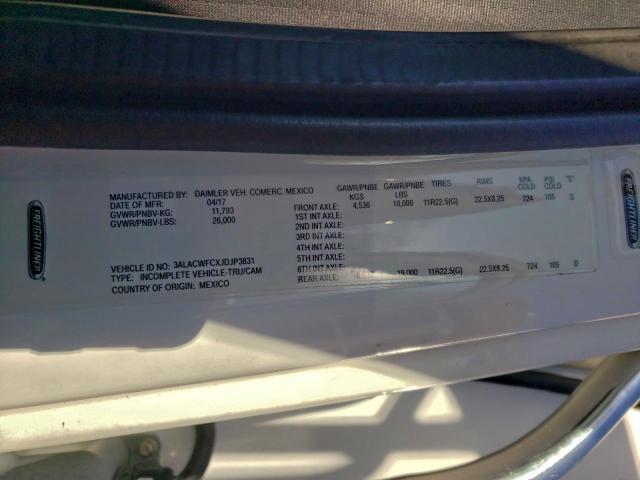 FREIGHTLINER
MANUFACTURED BY: DAIMLER VEH. COMERC. MEXICO
DATE OF MFR: 04/17
GVWR/PNBV-KG: 11,793
GVWR/PNBV-LBS: 26,000
VEHICLE ID NO: 3ALACWFCXJDJP3831
TYPE: INCOMPLETE VEHICLE-TRU/CAM
COUNTRY OF ORIGIN: MEXICO
GAWR/PNBE GAWR/PNBE TIRES RIMS KPA PSI "S"
KGS LBS COLD COLD
FRONT AXLE: 4,536 10,000 11R22.5(G) 22.5X8.25 724 105 S
1ST INT AXLE:
2ND INT AXLE:
3RD INT AXLE:
4TH INT AXLE:
5TH INT AXLE:
6TH INT AXLE:
REAR AXLE: 19,000 11R22.5(G) 22.5X8.25 724 105 D
FREIGHTLINER